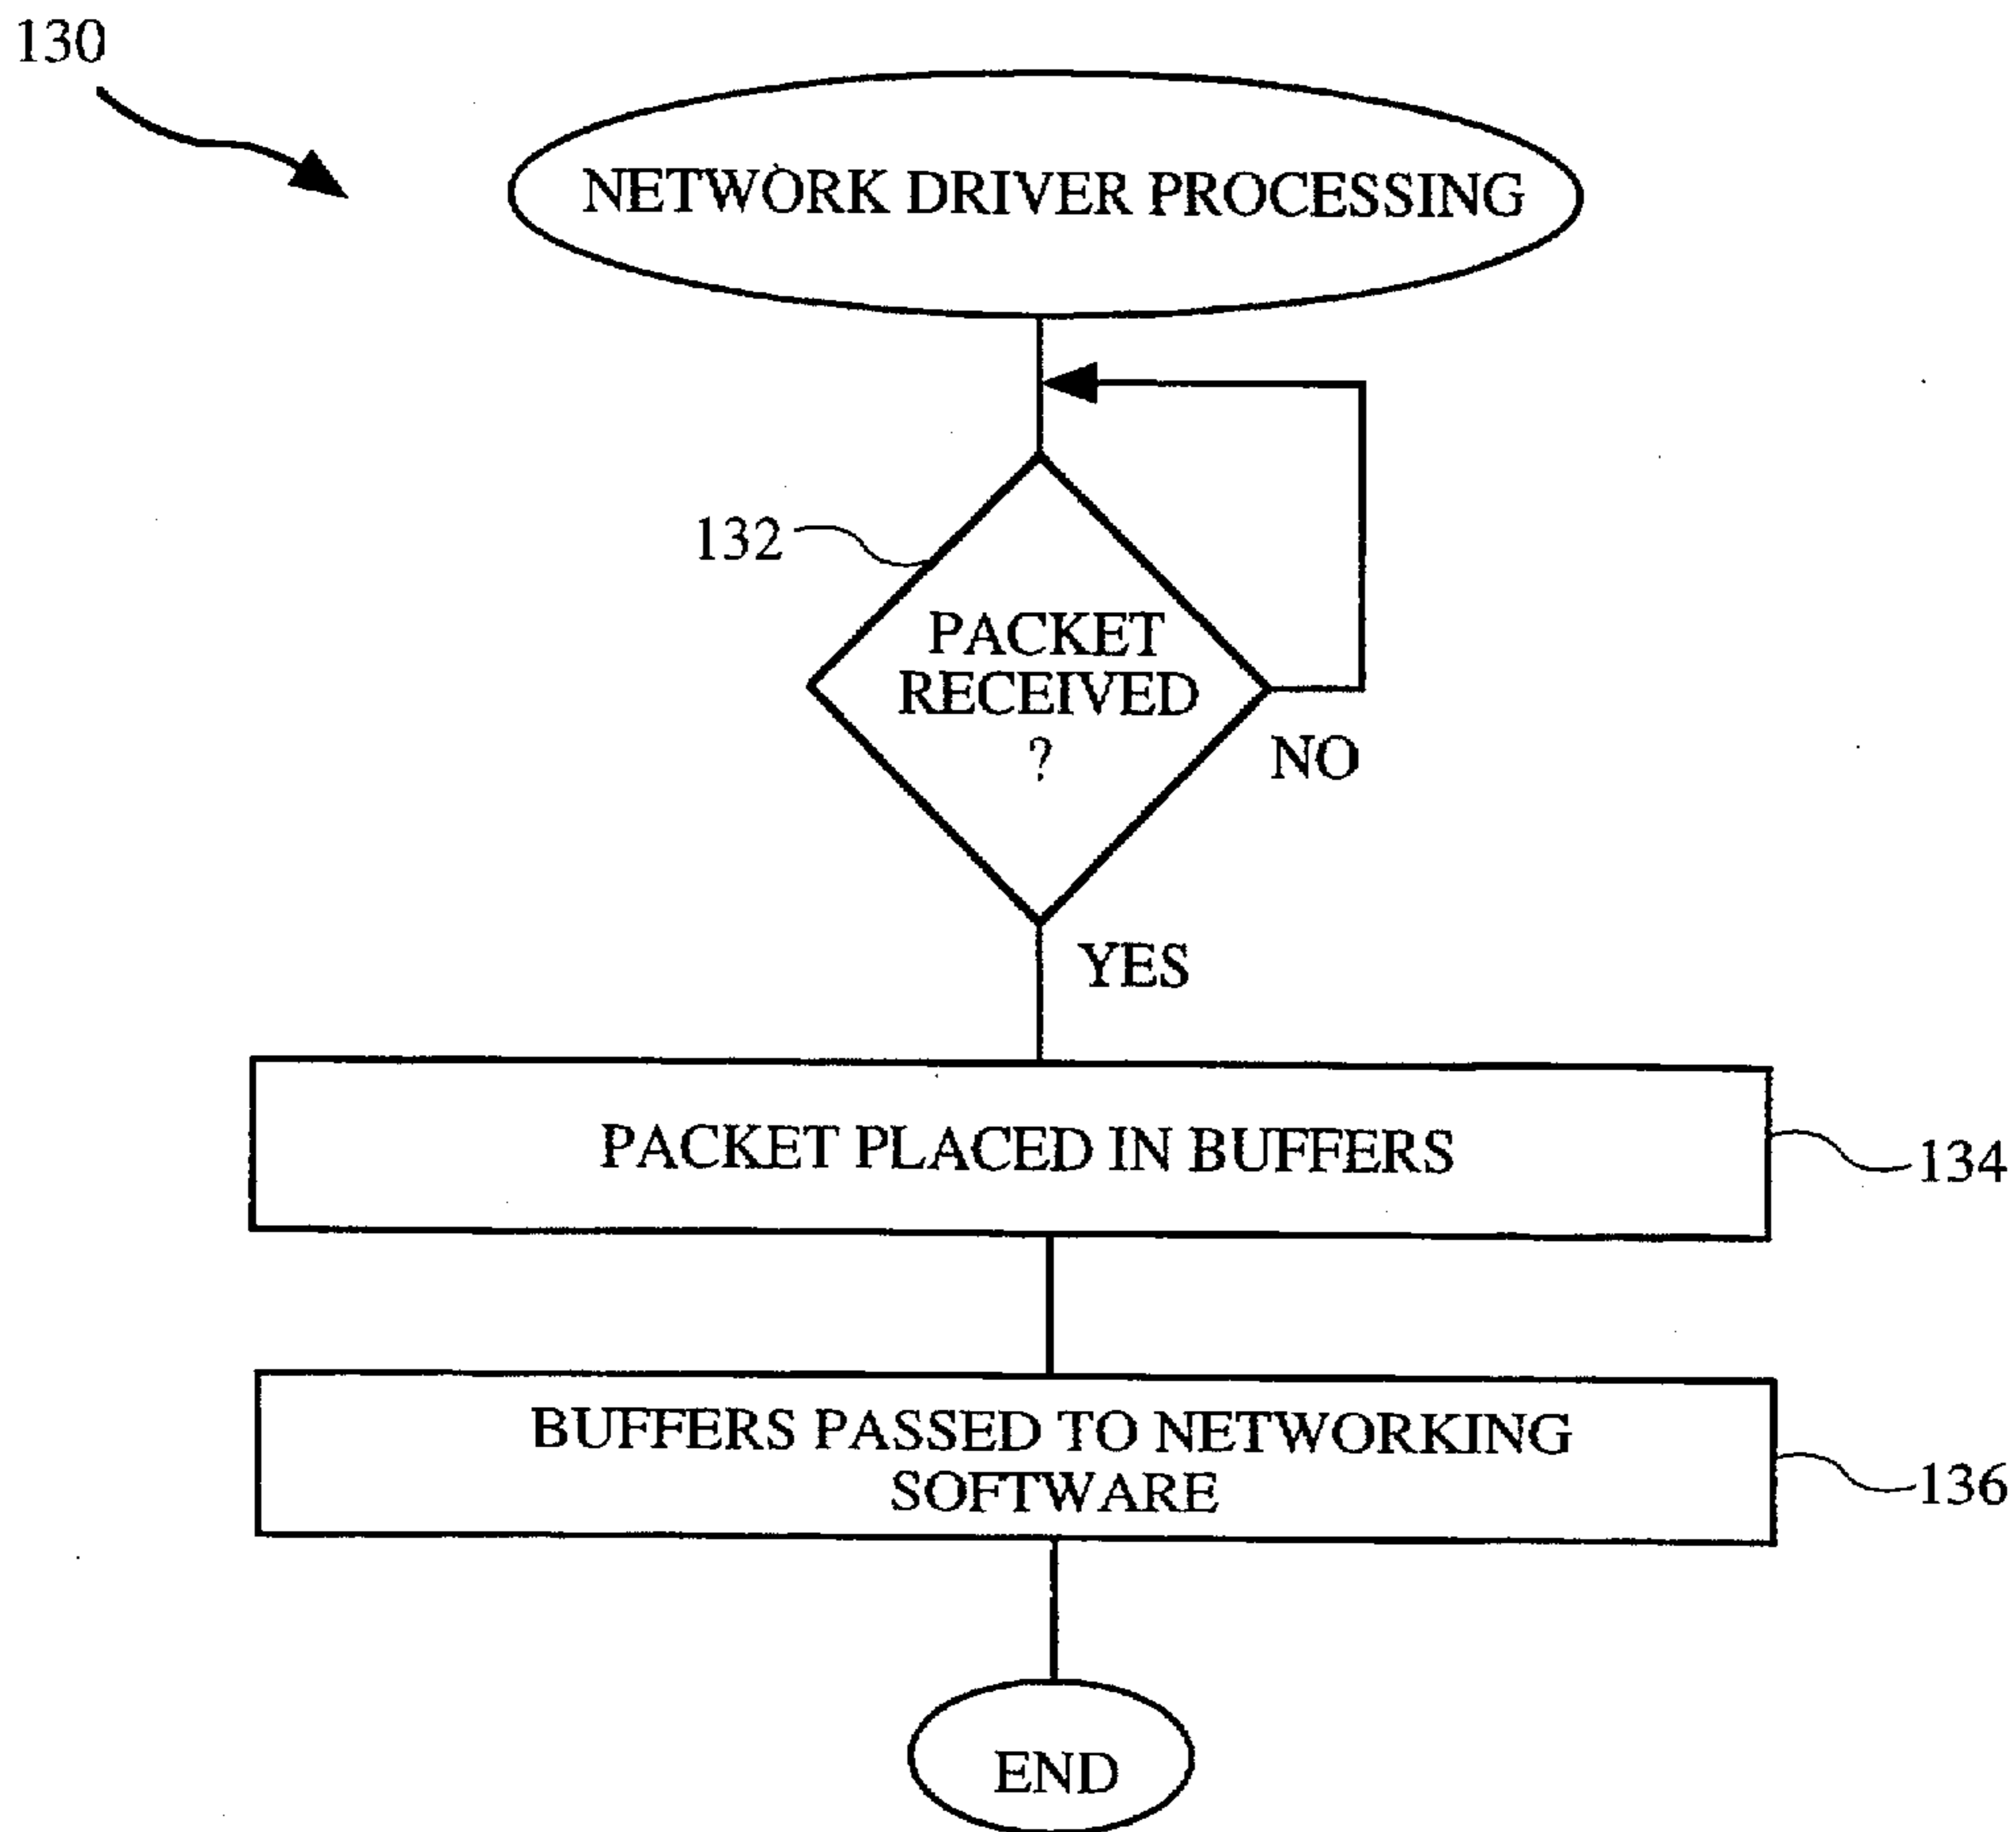 130
NETWORK DRIVER PROCESSING
132
PACKET
RECEIVED
?
NO
YES
PACKET PLACED IN BUFFERS
134
BUFFERS PASSED TO NETWORKING
SOFTWARE
136
END